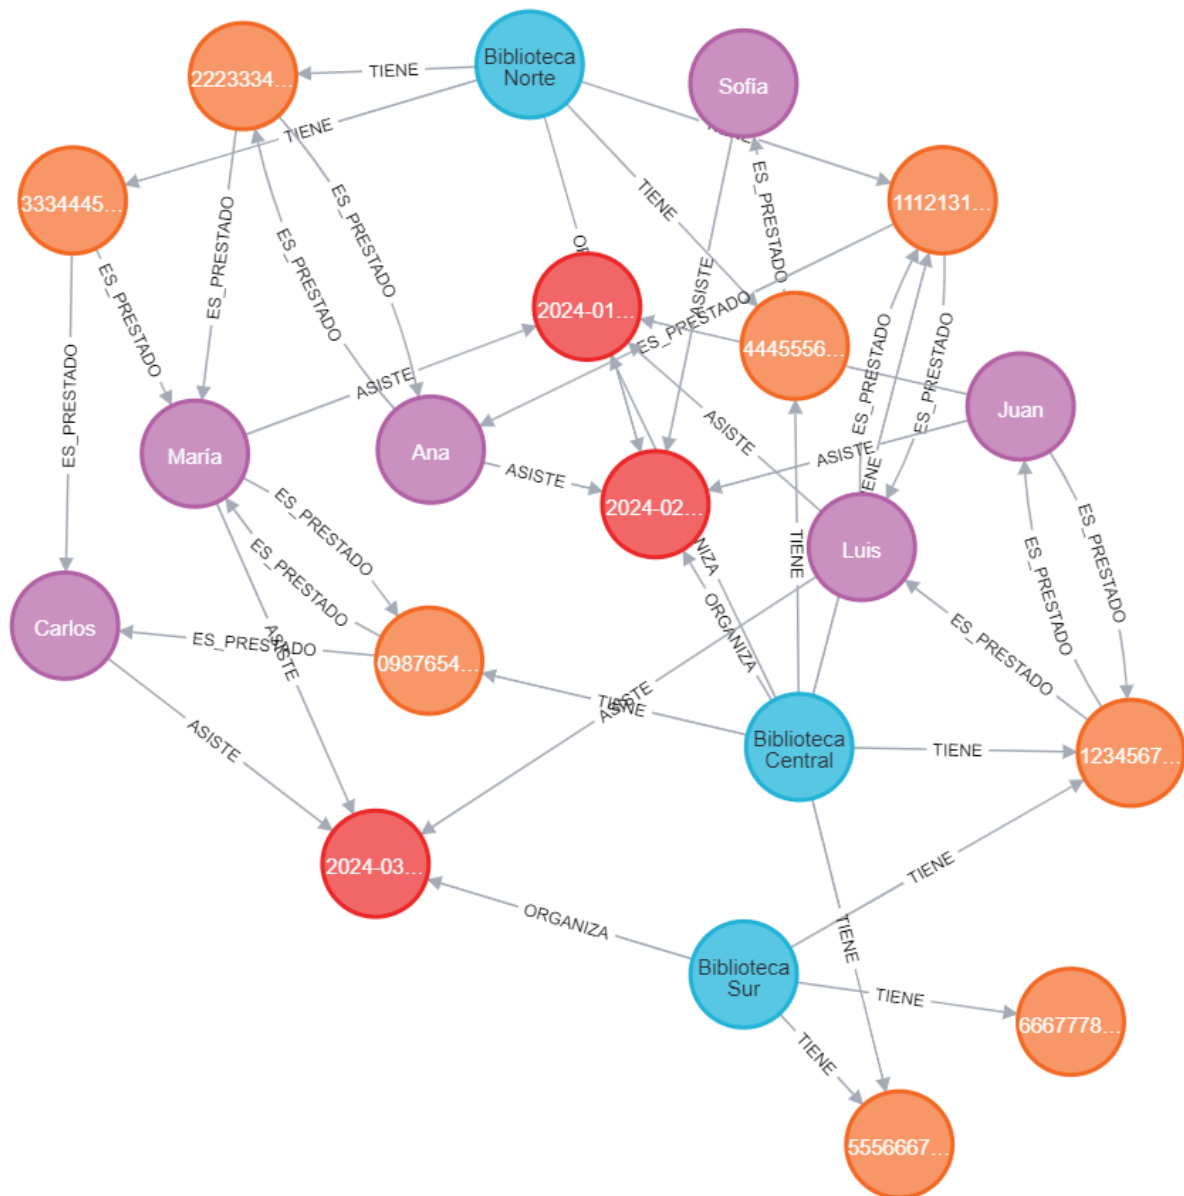 Biblioteca
Norte
Sofía
2223334...
TIENE
TIENE
3334445...
1112131...
ES_PRESTADO
TIENE
ES_PRESTADO
ES_PRESTADO
ES_PRESTADO
ES_PRESTADO
ASISTE
2024-01...
ES_PRESTADO
4445556...
ES_PRESTADO
ES_PRESTADO
ES_PRESTADO
ASISTE
ASISTE
Juan
María
Ana
ASISTE
ASISTE
2024-02...
ES_PRESTADO
ES_PRESTADO
TIENE
Luis
ES_PRESTADO
ES_PRESTADO
Carlos
ES_PRESTADO
ASISTE
0987654...
ORGANIZA
ES_PRESTADO
TIENE
ASISTE
ASISTE
Biblioteca
Central
TIENE
1234567...
2024-03...
TIENE
ORGANIZA
TIENE
Biblioteca
Sur
TIENE
6667778...
TIENE
5556667...